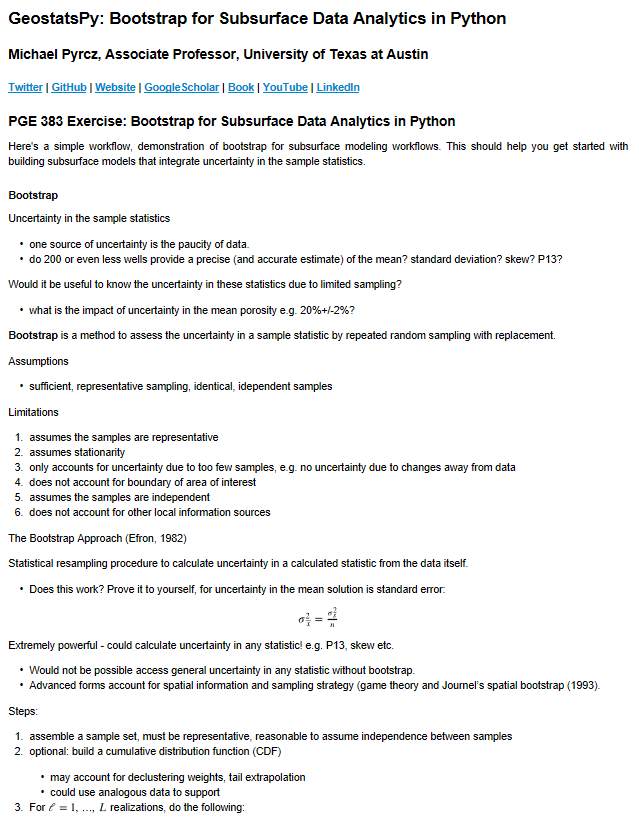 GeostatsPy: Bootstrap for Subsurface Data Analytics in Python
Michael Pyrcz, Associate Professor, University of Texas at Austin
Twitter | GitHub | Website | GoogleScholar | Book | YouTube | LinkedIn
PGE 383 Exercise: Bootstrap for Subsurface Data Analytics in Python
Here's a simple workflow, demonstration of bootstrap for subsurface modeling workflows. This should help you get started with
building subsurface models that integrate uncertainty in the sample statistics.
Bootstrap
Uncertainty in the sample statistics
• one source of uncertainty is the paucity of data.
• do 200 or even less wells provide a precise (and accurate estimate) of the mean? standard deviation? skew? P13?
Would it be useful to know the uncertainty in these statistics due to limited sampling?
• what is the impact of uncertainty in the mean porosity e.g. 20%+/-2%?
Bootstrap is a method to assess the uncertainty in a sample statistic by repeated random sampling with replacement.
Assumptions
• sufficient, representative sampling, identical, idependent samples
Limitations
1. assumes the samples are representative
2. assumes stationarity
3. only accounts for uncertainty due to too few samples, e.g. no uncertainty due to changes away from data
4. does not account for boundary of area of interest
5. assumes the samples are independent
6. does not account for other local information sources
The Bootstrap Approach (Efron, 1982)
Statistical resampling procedure to calculate uncertainty in a calculated statistic from the data itself.
• Does this work? Prove it to yourself, for uncertainty in the mean solution is standard error:
σ²_x̄ = σ²_s / n
Extremely powerful - could calculate uncertainty in any statistic! e.g. P13, skew etc.
• Would not be possible access general uncertainty in any statistic without bootstrap.
• Advanced forms account for spatial information and sampling strategy (game theory and Journel's spatial bootstrap (1993).
Steps:
1. assemble a sample set, must be representative, reasonable to assume independence between samples
2. optional: build a cumulative distribution function (CDF)
• may account for declustering weights, tail extrapolation
• could use analogous data to support
3. For ℓ = 1, …, L realizations, do the following: